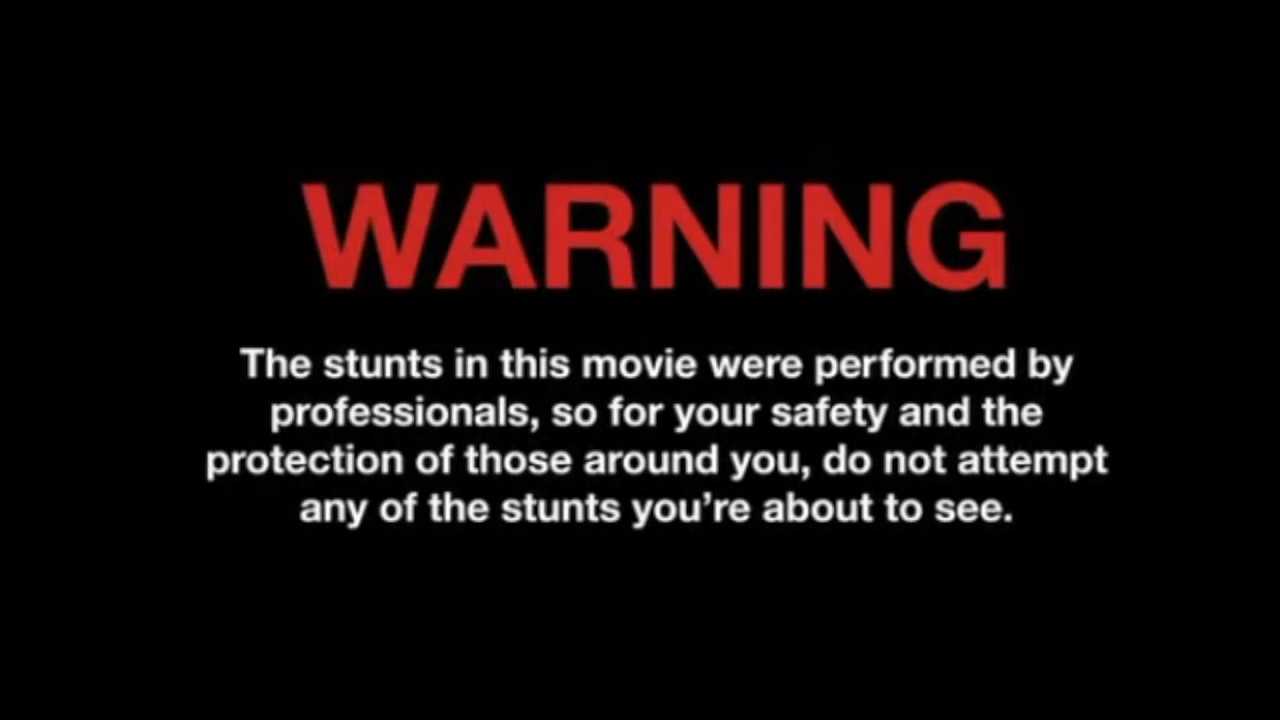 WARNING
The stunts in this movie were performed by
professionals, so for your safety and the
protection of those around you, do not attempt
any of the stunts you’re about to see.